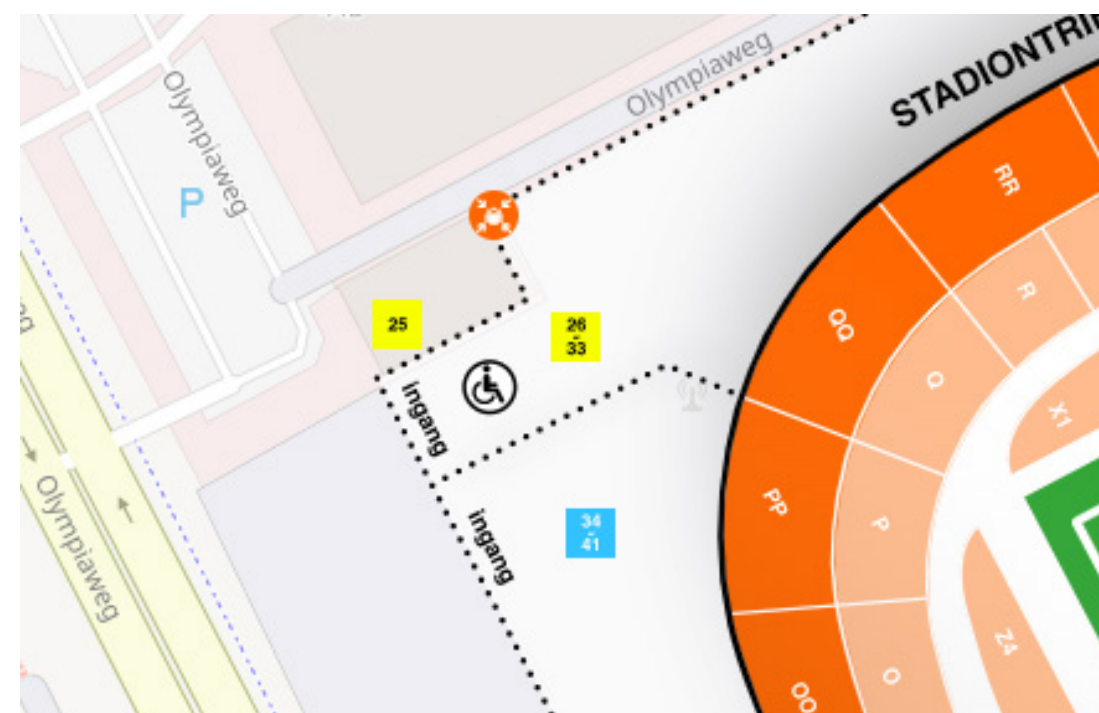 Olympiaweg
P
Olympiaweg
STADIONTRI
RR
R
QQ
Q
X1
25
26
-
33
ingang
ingang
34
-
41
PP
P
Olympiaweg
Z4
O
OO